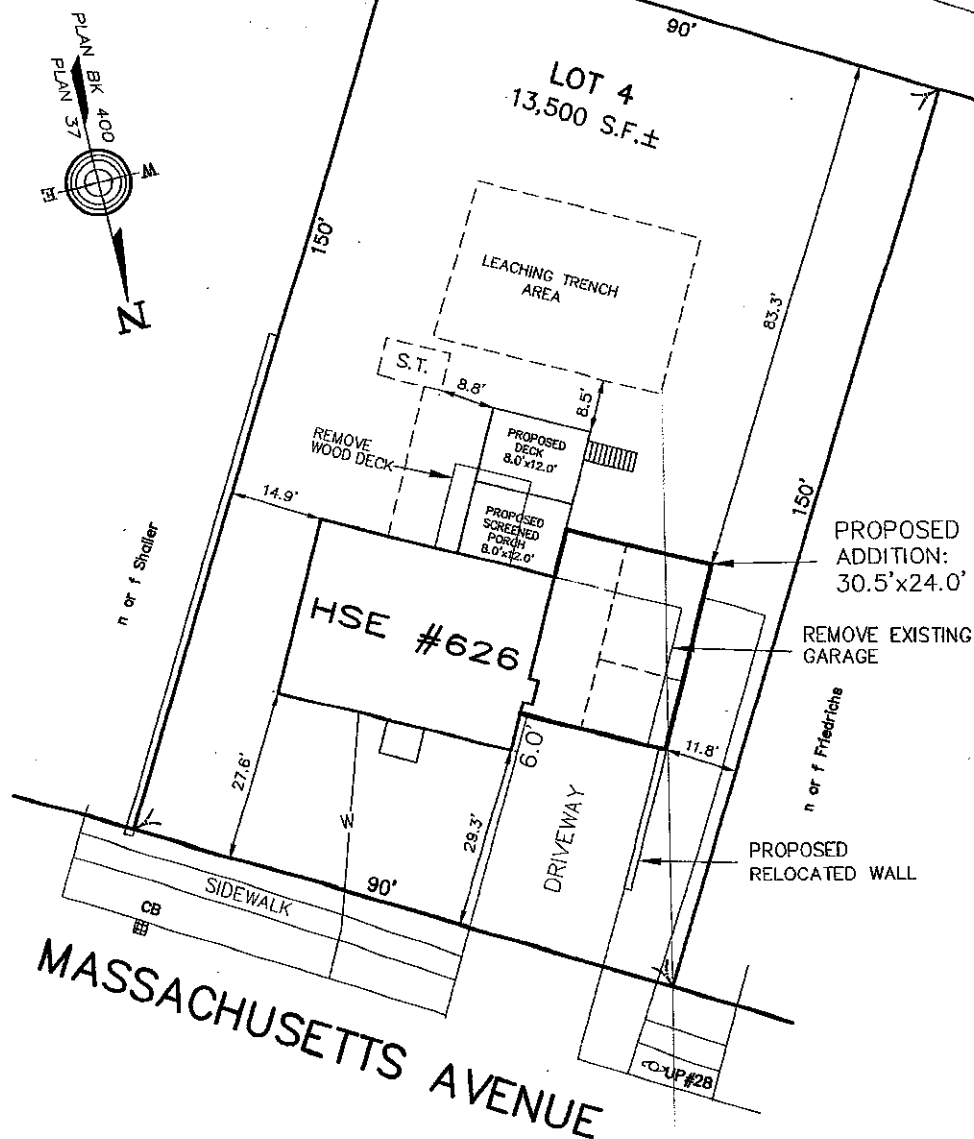 90'
PLAN BK 400
PLAN 37
W
E
N
LOT 4
13,500 S.F.±
150'
LEACHING TRENCH
AREA
83.3'
S.T.
8.8'
8.5'
REMOVE
WOOD DECK
PROPOSED
DECK
8.0'x12.0'
14.9'
PROPOSED
SCREENED
PORCH
8.0'x12.0'
150'
PROPOSED
ADDITION:
30.5'x24.0'
n or f Shaller
HSE #626
REMOVE EXISTING
GARAGE
6.0'
11.8'
n or f Friedrichs
27.6'
W
29.3'
DRIVEWAY
PROPOSED
RELOCATED WALL
SIDEWALK
90'
CB
MASSACHUSETTS AVENUE
UP#28